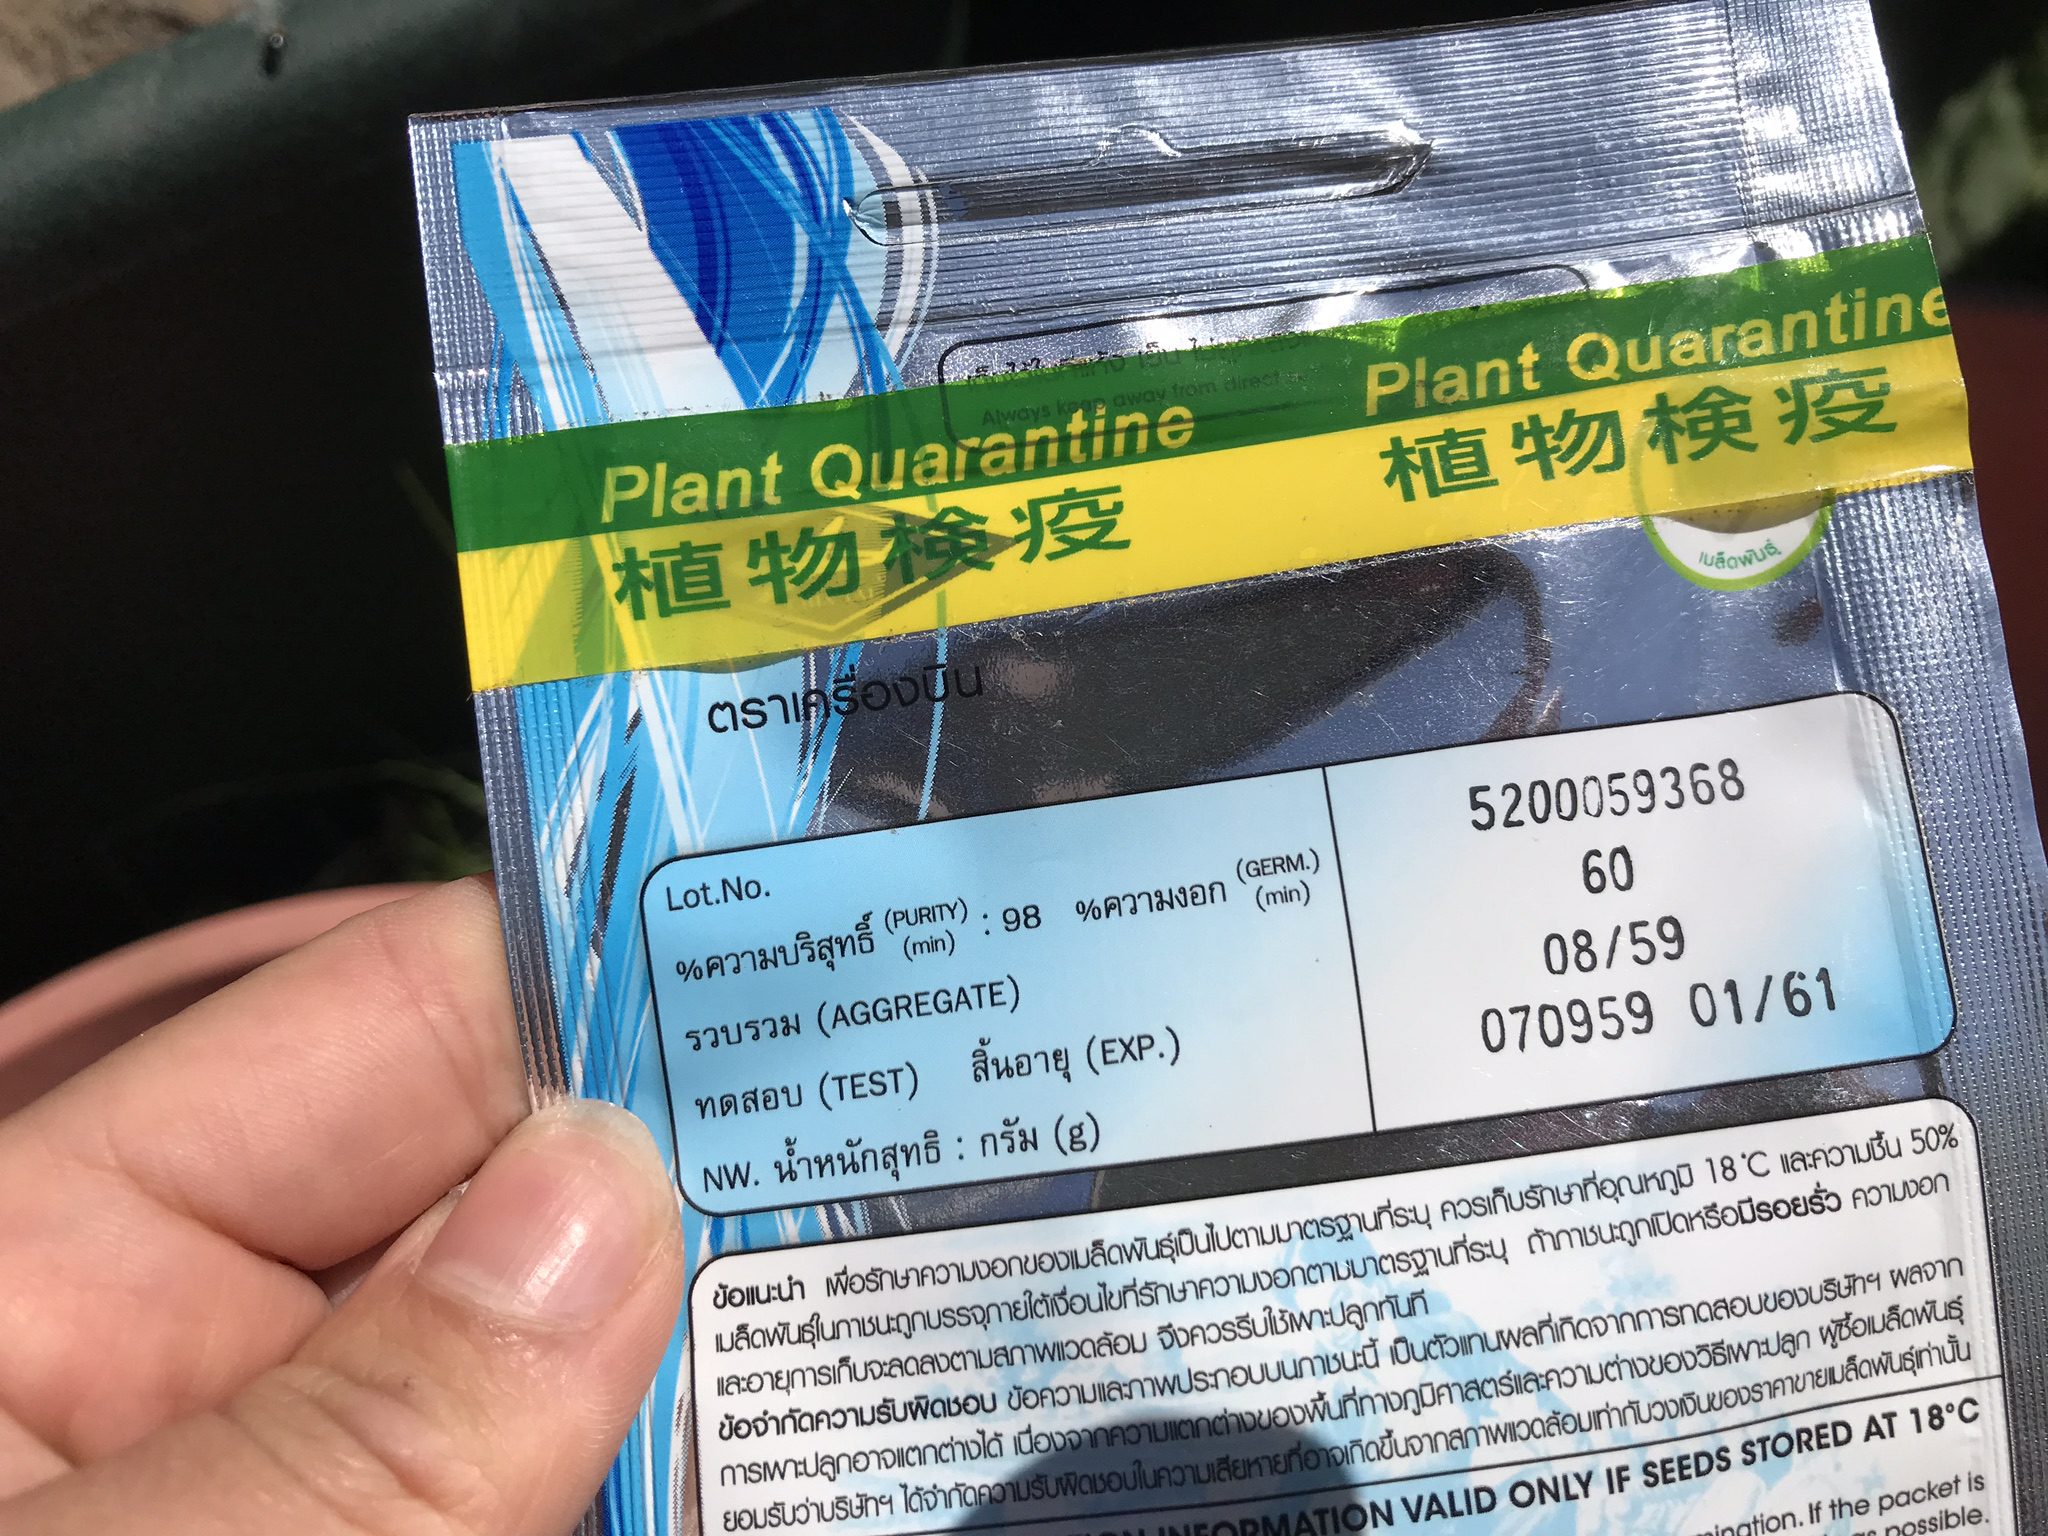 Always keep away from direct
Plant Quarantine Plant Quarantine
植物検疫 植物検疫
เมล็ดพันธุ์
ตราเครื่องบิน
Lot.No. 5200059368
%ความบริสุทธิ์ (PURITY) (min) : 98 %ความงอก (GERM.) (min) 60
รวบรวม (AGGREGATE) 08/59
ทดสอบ (TEST) สิ้นอายุ (EXP.) 070959 01/61
NW. น้ำหนักสุทธิ : กรัม (g)
ข้อแนะนำ เพื่อรักษาความงอกของเมล็ดพันธุ์เป็นไปตามมาตรฐานที่ระบุ ควรเก็บรักษาที่อุณหภูมิ 18°C และความชื้น 50%
เมล็ดพันธุ์ในภาชนะถูกบรรจุภายใต้เงื่อนไขที่รักษาความงอกตามมาตรฐานที่ระบุ ถ้าภาชนะถูกเปิดหรือมีรอยรั่ว ความงอก
และอายุการเก็บจะลดลงตามสภาพแวดล้อม จึงควรรีบใช้เพาะปลูกทันที
ข้อจำกัดความรับผิดชอบ ข้อความและภาพประกอบบนภาชนะนี้ เป็นตัวแทนผลที่เกิดจากการทดสอบของบริษัทฯ ผลจาก
การเพาะปลูกอาจแตกต่างได้ เนื่องจากความแตกต่างของพื้นที่ทางภูมิศาสตร์และความต่างของวิธีเพาะปลูก ผู้ซื้อเมล็ดพันธุ์
ยอมรับว่าบริษัทฯ ได้จำกัดความรับผิดชอบในความเสียหายที่อาจเกิดขึ้นจากสภาพแวดล้อมเท่ากับวงเงินของราคาขายเมล็ดพันธุ์เท่านั้น
INFORMATION VALID ONLY IF SEEDS STORED AT 18°C
If the packet is
possible.